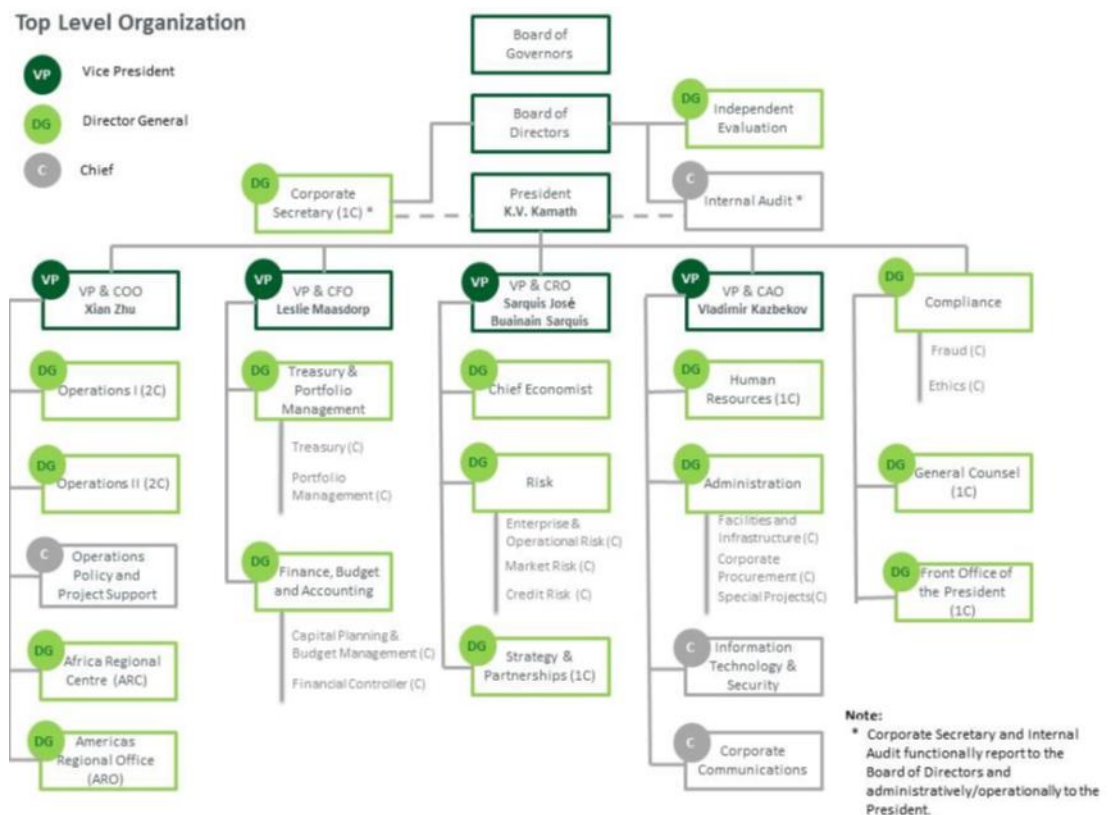 Top Level Organization
VP
Vice President
DG
Director General
C
Chief
Board of
Governors
Board of
Directors
DG
Independent
Evaluation
DG
Corporate
Secretary (1C) *
President
K.V. Kamath
C
Internal Audit *
VP
VP & COO
Xian Zhu
DG
Operations I (2C)
DG
Operations II (2C)
C
Operations
Policy and
Project Support
DG
Africa Regional
Centre (ARC)
DG
Americas
Regional Office
(ARO)
VP
VP & CFO
Leslie Maasdorp
DG
Treasury &
Portfolio
Management
Treasury (C)
Portfolio
Management (C)
DG
Finance, Budget
and Accounting
Capital Planning &
Budget Management (C)
Financial Controller (C)
VP
VP & CRO
Sarquis José
Buainain Sarquis
DG
Chief Economist
DG
Risk
Enterprise &
Operational Risk (C)
Market Risk (C)
Credit Risk (C)
DG
Strategy &
Partnerships (1C)
VP
VP & CAO
Vladimir Kazbekov
DG
Human
Resources (1C)
DG
Administration
Facilities and
Infrastructure (C)
Corporate
Procurement (C)
Special Projects(C)
C
Information
Technology &
Security
C
Corporate
Communications
DG
Compliance
Fraud (C)
Ethics (C)
DG
General Counsel
(1C)
DG
Front Office of
the President
(1C)
Note:
* Corporate Secretary and Internal
Audit functionally report to the
Board of Directors and
administratively/operationally to the
President.